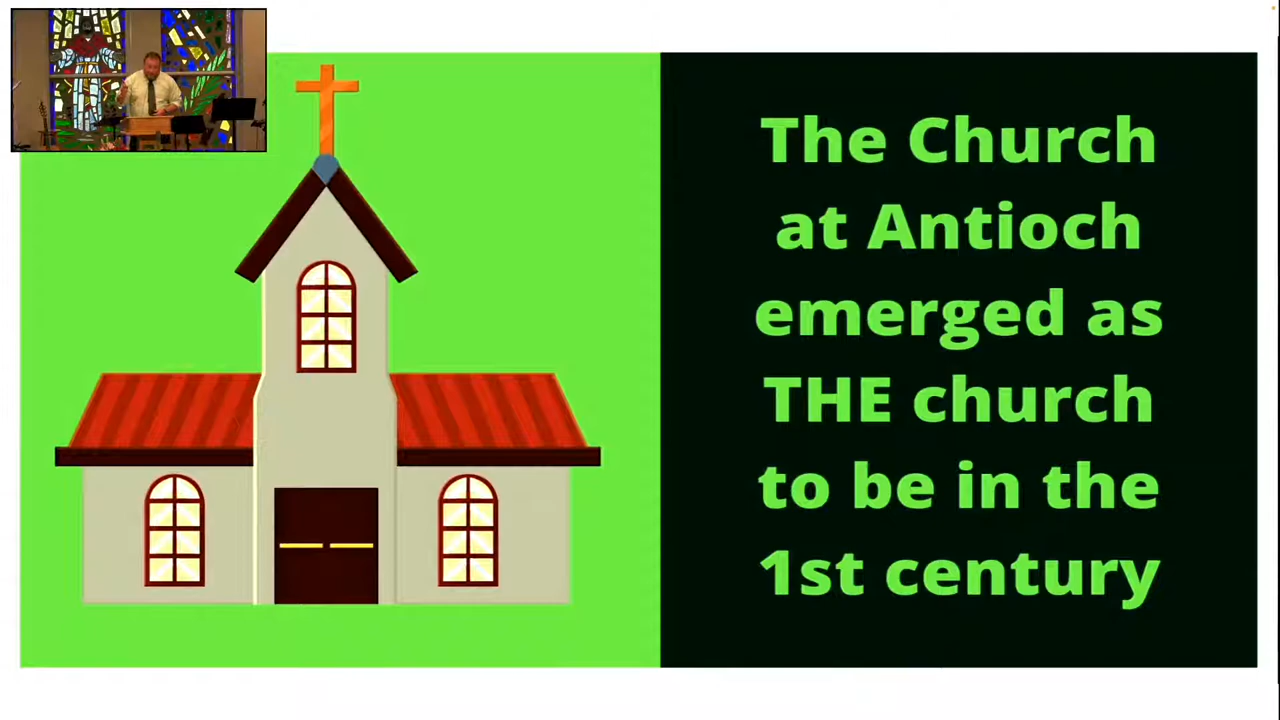 The Church
at Antioch
emerged as
THE church
to be in the
1st century